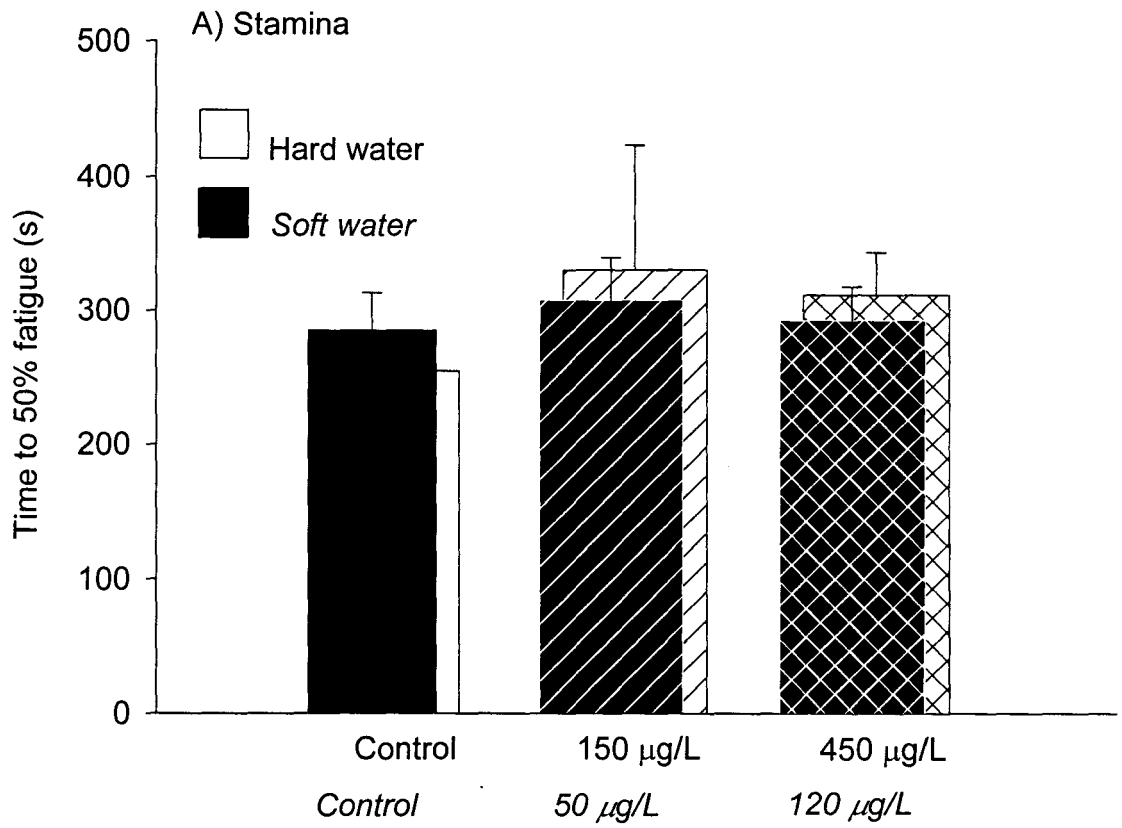 A) Stamina
500
400
300
200
100
0
Time to 50% fatigue (s)
Hard water
Soft water
Control 150 μg/L 450 μg/L
Control 50 μg/L 120 μg/L